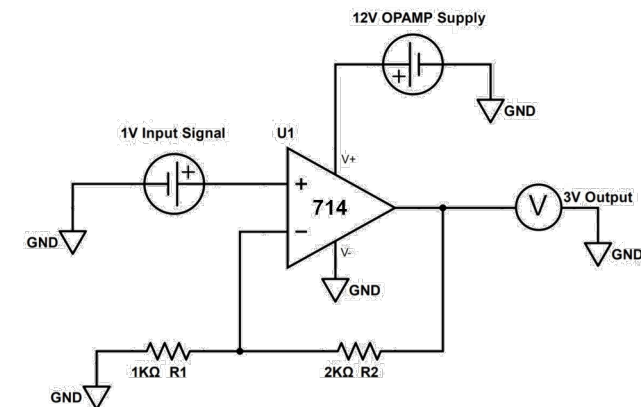 12V OPAMP Supply
+
GND
1V Input Signal
+
U1
V+
+
714
−
V-
GND
V
3V Output
GND
GND
1KΩ R1
2KΩ R2
GND